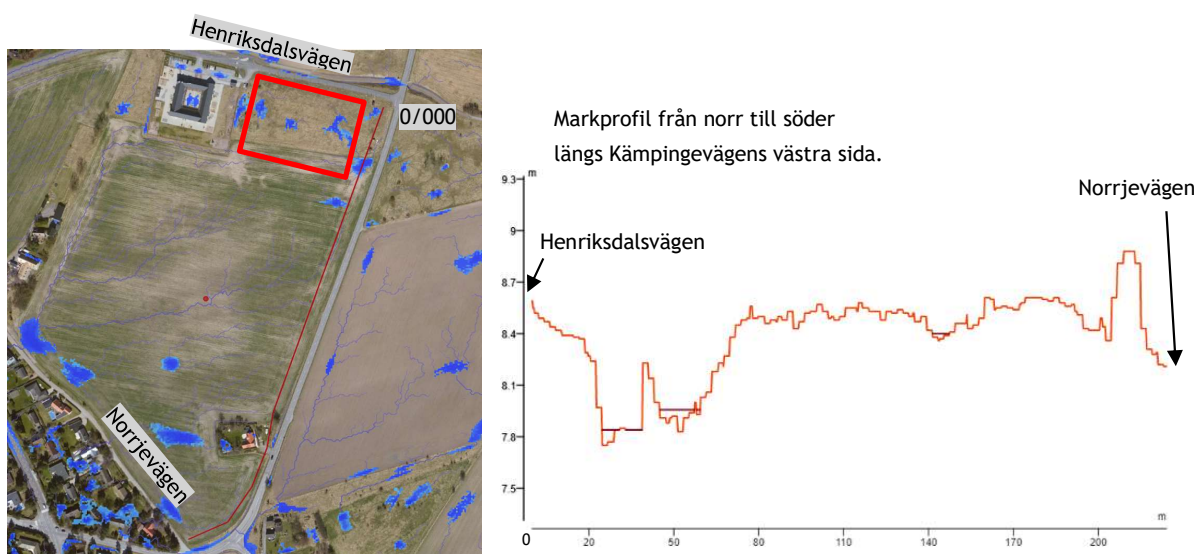 Henriksdalsvägen
0/000
Norrjevägen
Markprofil från norr till söder
längs Kämpingevägens västra sida.
m
9.3
9
8.7
8.4
8.1
7.8
7.5
Henriksdalsvägen
Norrjevägen
0 20 50 80 110 140 170 200
m